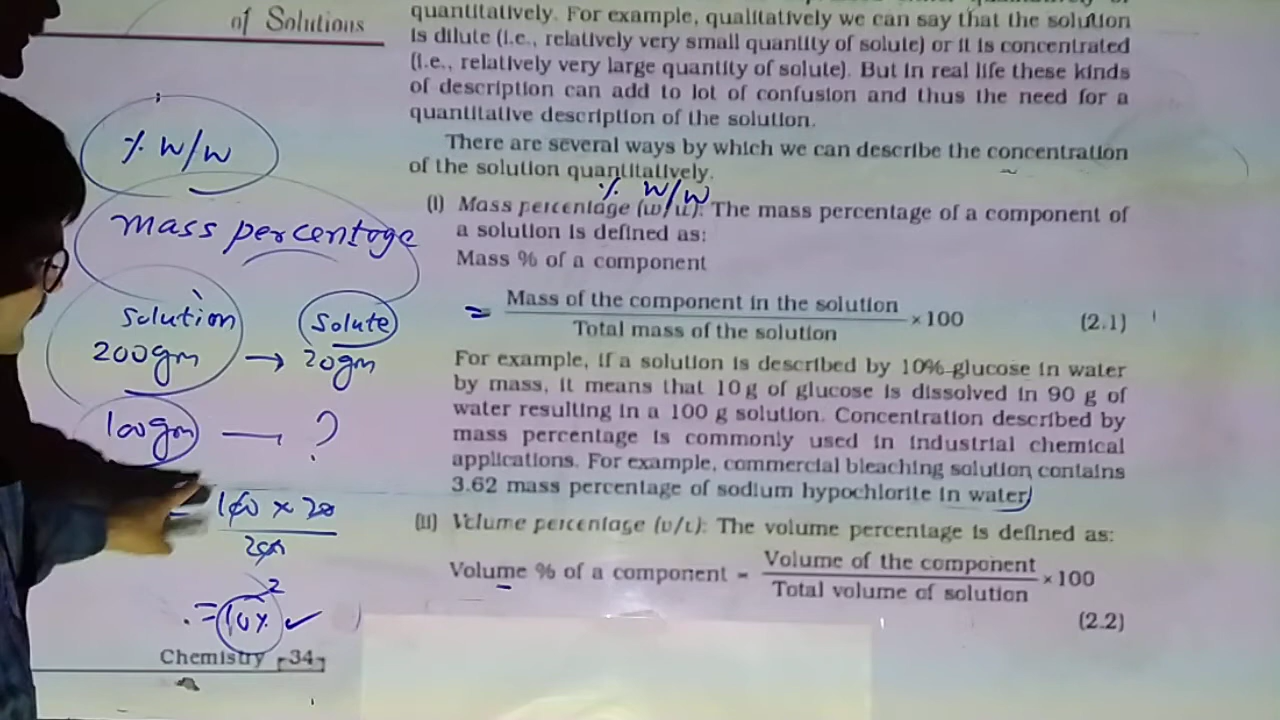 of Solutions
quantitatively. For example, qualitatively we can say that the solution
is dilute (i.e., relatively very small quantity of solute) or it is concentrated
(i.e., relatively very large quantity of solute). But in real life these kinds
of description can add to lot of confusion and thus the need for a
quantitative description of the solution.
There are several ways by which we can describe the concentration
of the solution quantitatively.
% w/w
(i) Mass percentage (w/w): The mass percentage of a component of
a solution is defined as:
Mass % of a component
= Mass of the component in the solution
Total mass of the solution
×100 (2.1)
For example, if a solution is described by 10% glucose in water
by mass, it means that 10 g of glucose is dissolved in 90 g of
water resulting in a 100 g solution. Concentration described by
mass percentage is commonly used in industrial chemical
applications. For example, commercial bleaching solution contains
3.62 mass percentage of sodium hypochlorite in water
(ii) Volume percentage (v/v): The volume percentage is defined as:
Volume % of a component = Volume of the component
Total volume of solution
×100
(2.2)
% w/w
mass percentage
solution solute
200gm → 20gm
100gm — ?
= 100 × 20
200
2
= 10% ✓
Chemistry 34